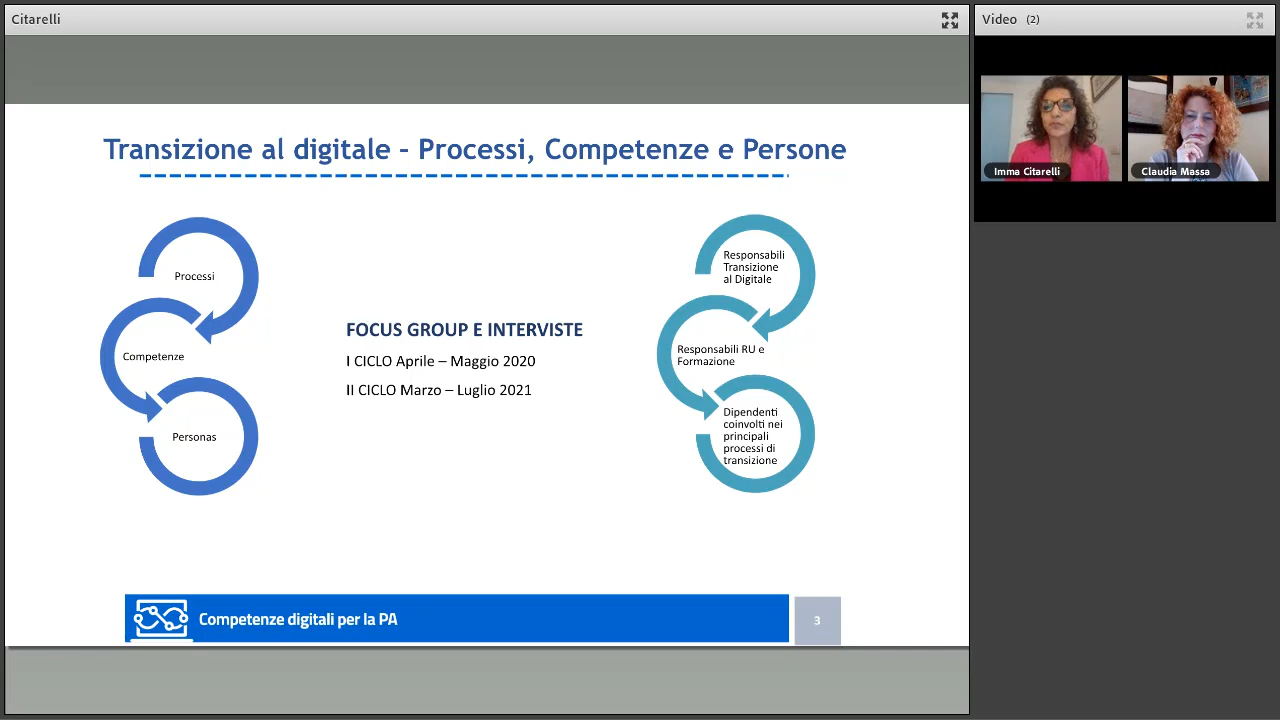 Citarelli
Video (2)
Imma Citarelli
Claudia Massa
Transizione al digitale - Processi, Competenze e Persone
Processi
Competenze
Personas
FOCUS GROUP E INTERVISTE
I CICLO Aprile – Maggio 2020
II CICLO Marzo – Luglio 2021
Responsabili
Transizione
al Digitale
Responsabili RU e
Formazione
Dipendenti
coinvolti nei
principali
processi di
transizione
Competenze digitali per la PA
3